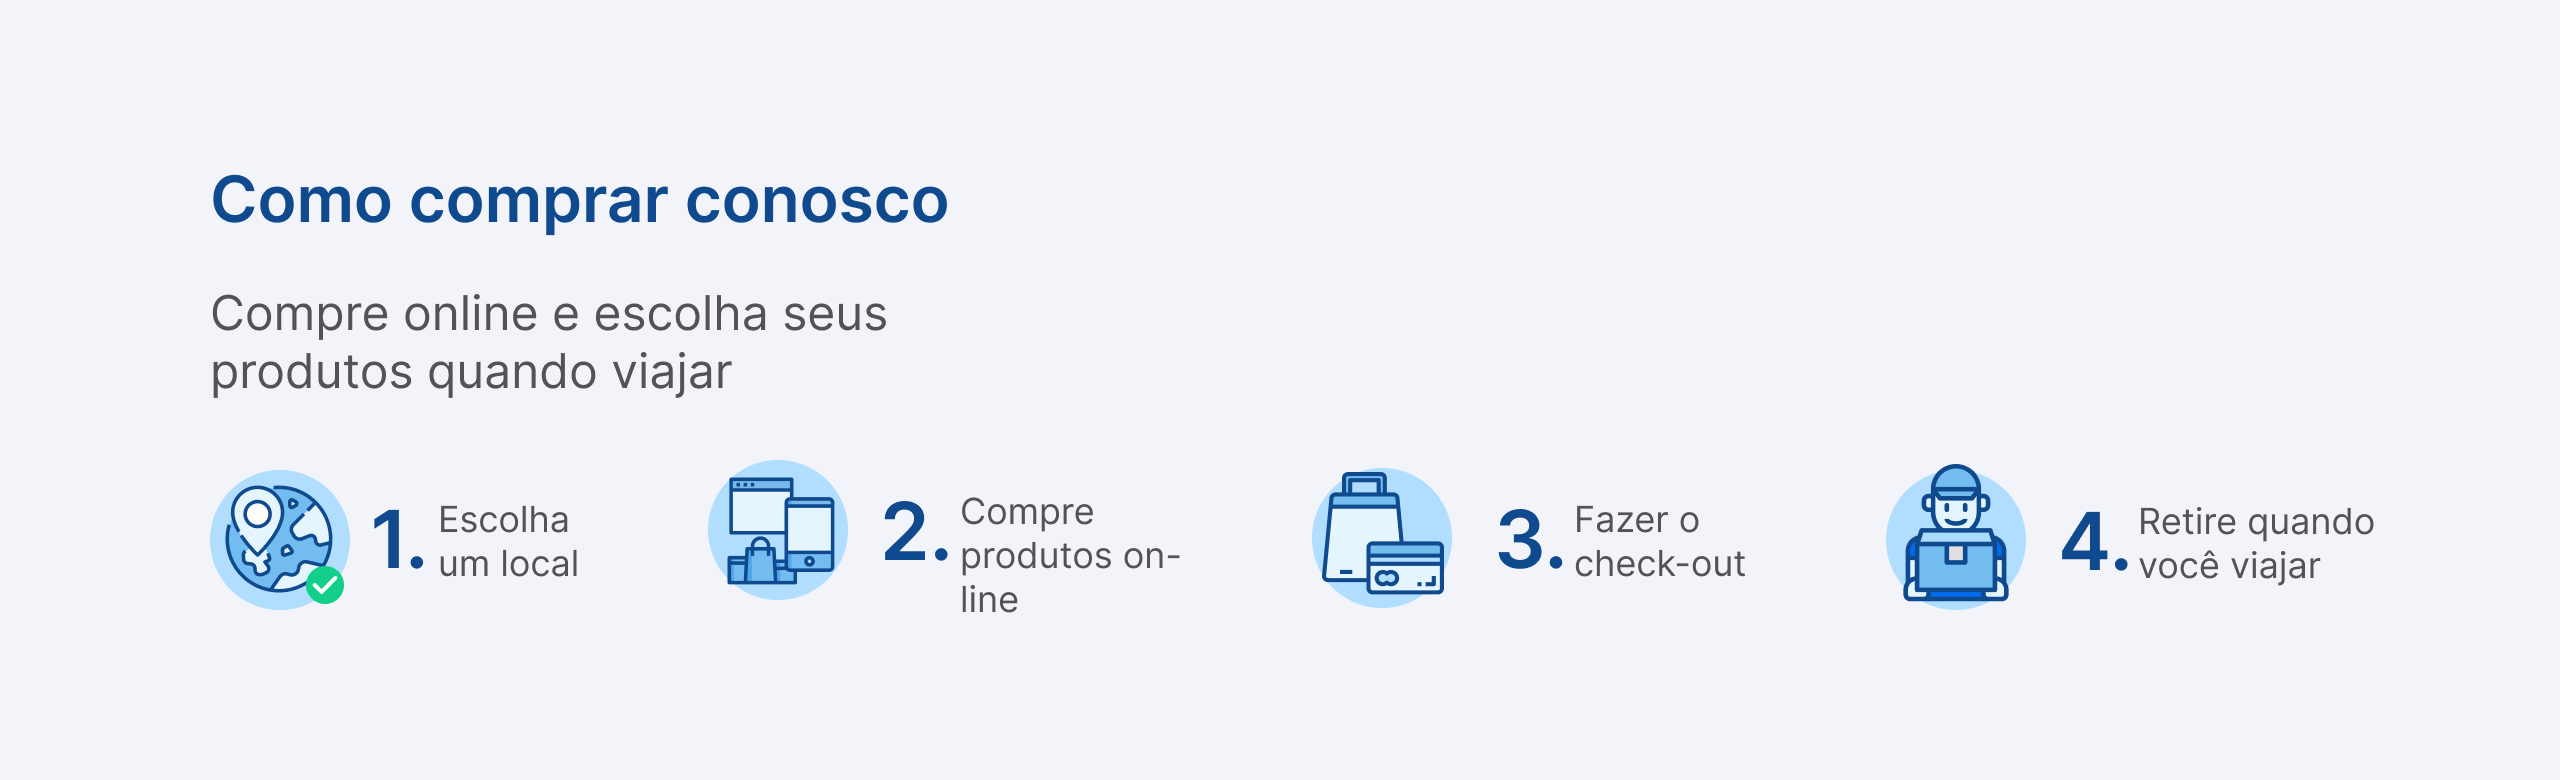 Como comprar conosco
Compre online e escolha seus
produtos quando viajar
1. Escolha
um local
2. Compre
produtos on-
line
3. Fazer o
check-out
4. Retire quando
você viajar